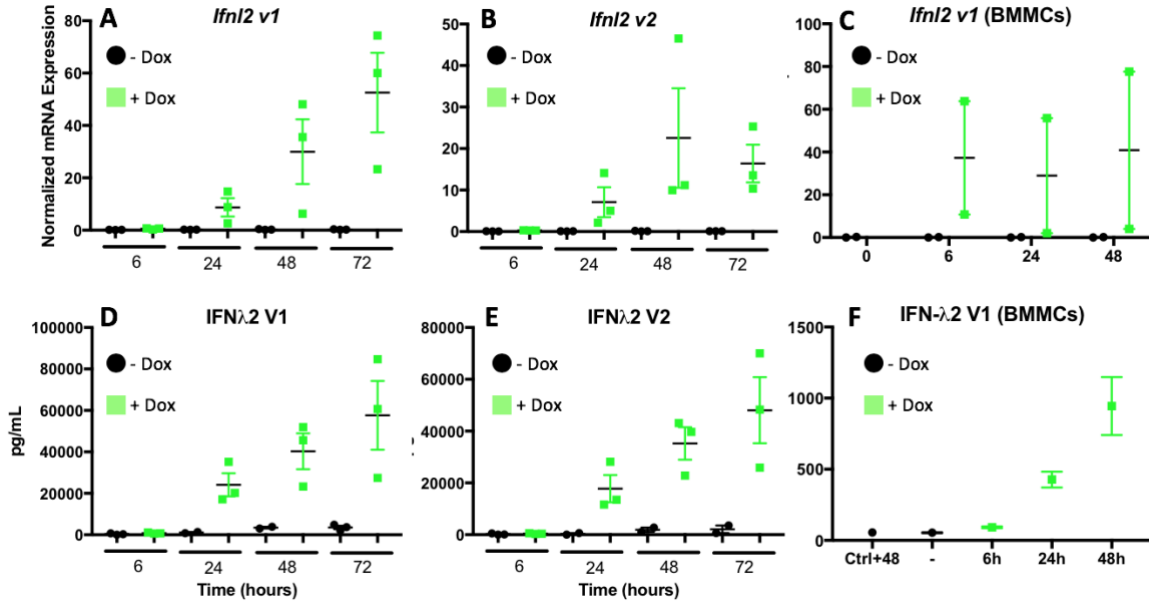 A
Ifnl2 v1
Normalized mRNA Expression
80
60
40
20
0
- Dox
+ Dox
6
24
48
72
B
Ifnl2 v2
50
40
30
20
10
0
- Dox
+ Dox
6
24
48
72
C
Ifnl2 v1 (BMMCs)
100
80
60
40
20
0
- Dox
+ Dox
0
6
24
48
D
IFNλ2 V1
pg/mL
100000
80000
60000
40000
20000
0
- Dox
+ Dox
6
24
48
72
Time (hours)
E
IFNλ2 V2
80000
60000
40000
20000
0
- Dox
+ Dox
6
24
48
72
Time (hours)
F
IFN-λ2 V1 (BMMCs)
1500
1000
500
0
- Dox
+ Dox
Ctrl+48
-
6h
24h
48h